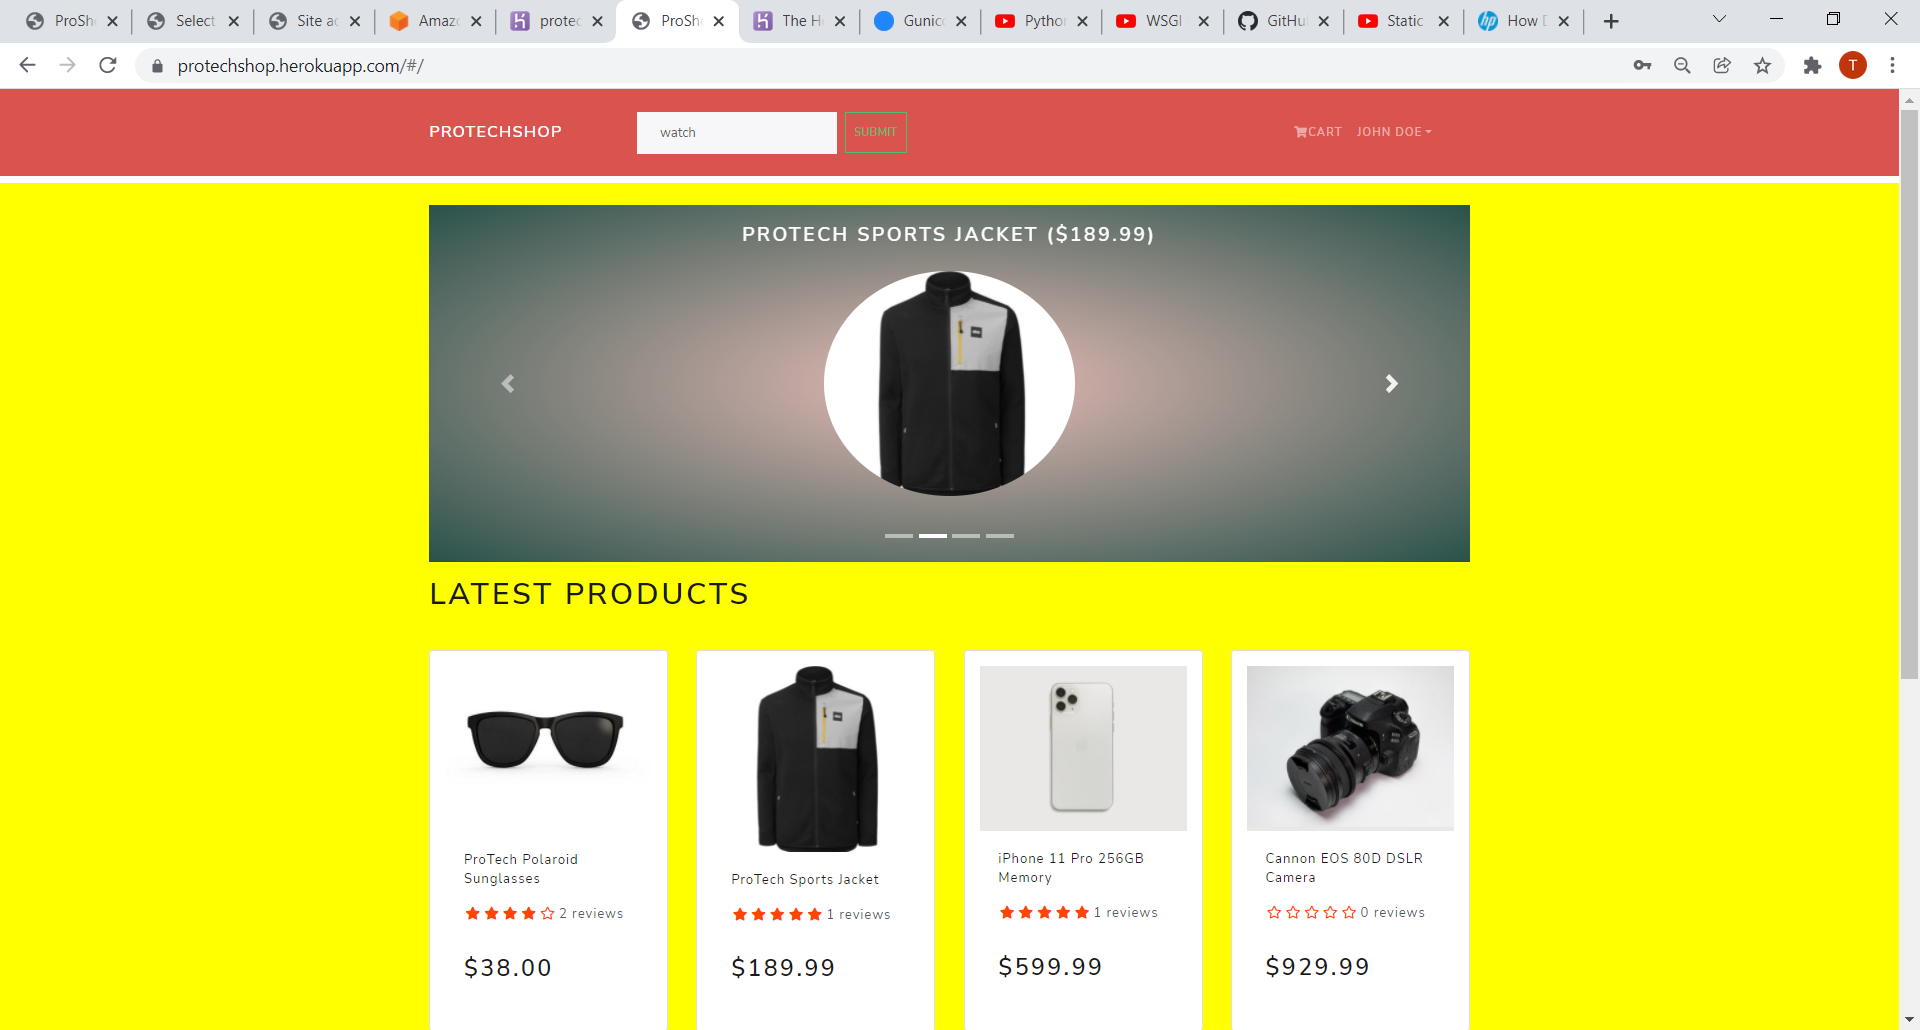 ProSh Select Site a Amaz protec ProSh The H Gunic Python WSGI GitHu Static How
protechshop.herokuapp.com/#/ T
PROTECHSHOP watch SUBMIT CART JOHN DOE
PROTECH SPORTS JACKET ($189.99)
LATEST PRODUCTS
ProTech Polaroid
Sunglasses
2 reviews
$38.00
ProTech Sports Jacket
1 reviews
$189.99
iPhone 11 Pro 256GB
Memory
1 reviews
$599.99
Cannon EOS 80D DSLR
Camera
0 reviews
$929.99